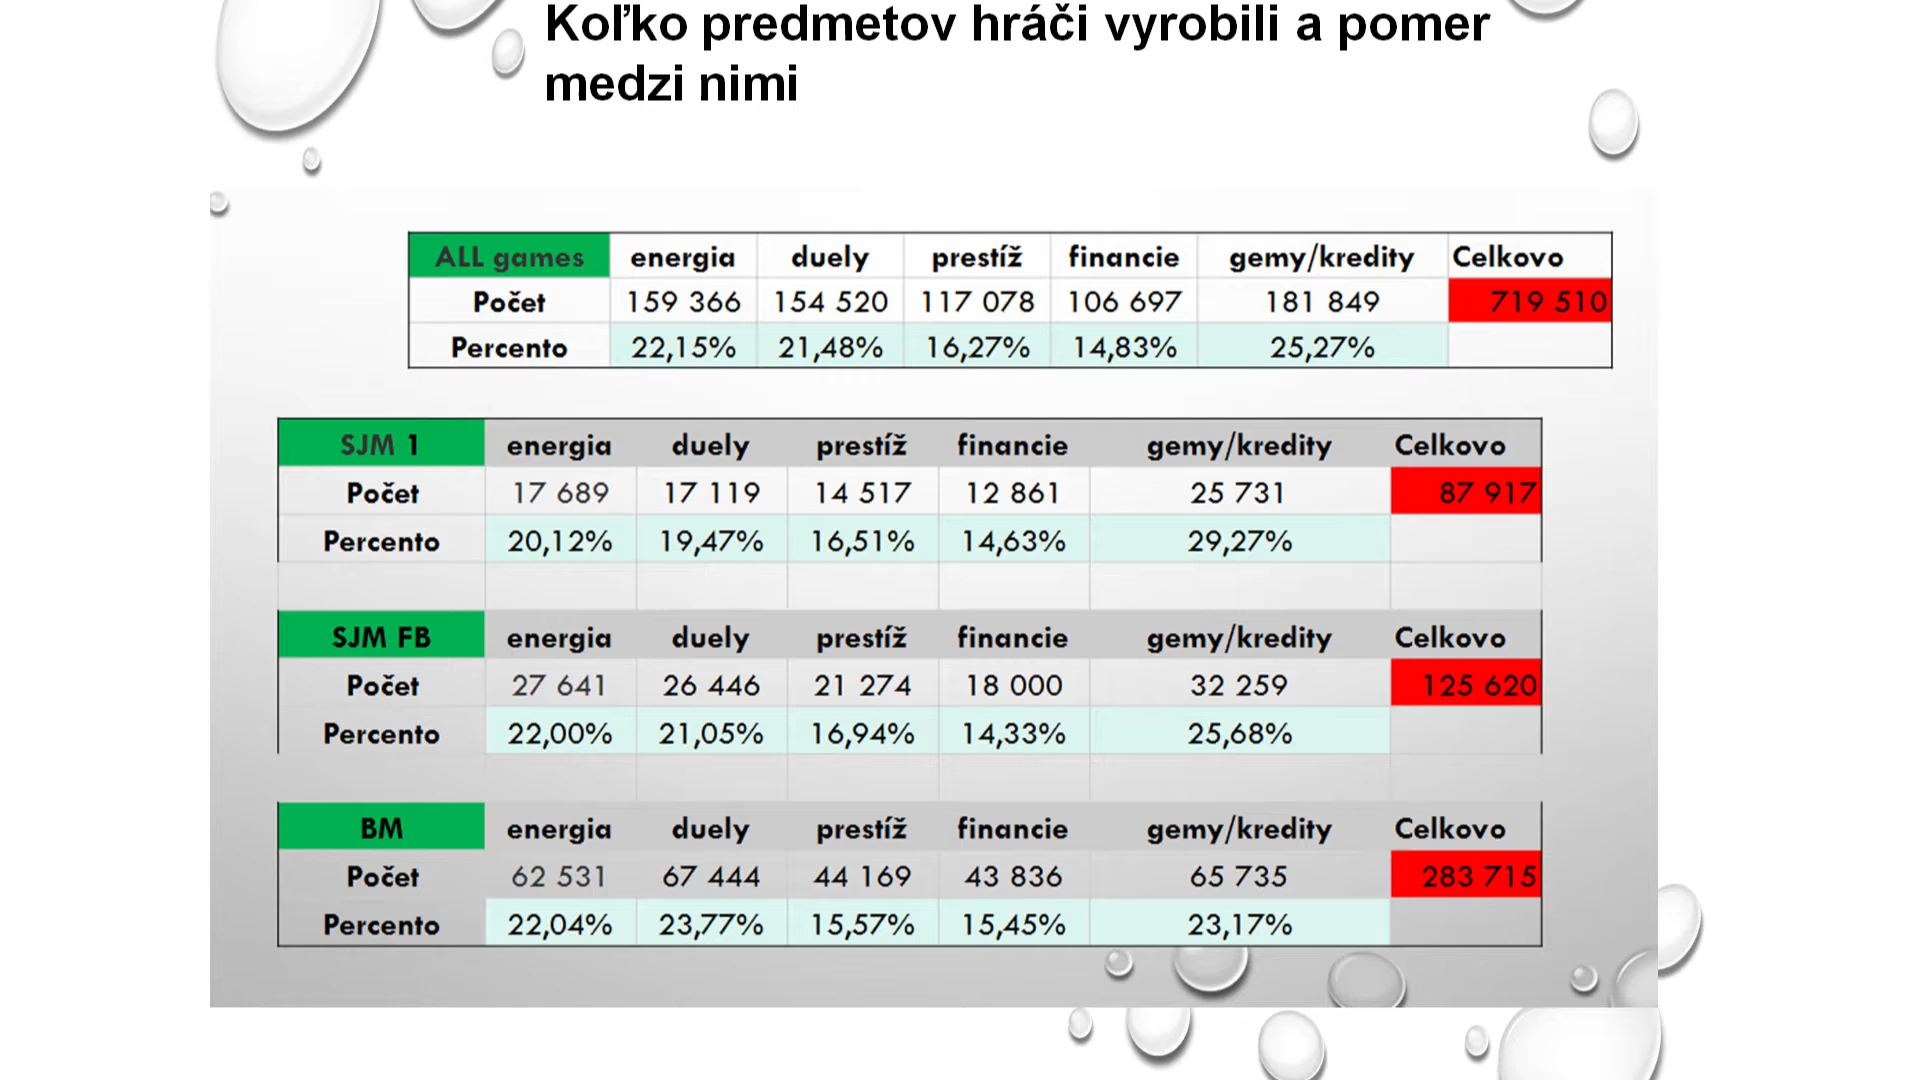 Koľko predmetov hráči vyrobili a pomer
medzi nimi
ALL games energia duely prestíž financie gemy/kredity Celkovo
Počet 159 366 154 520 117 078 106 697 181 849 719 510
Percento 22,15% 21,48% 16,27% 14,83% 25,27%
SJM 1 energia duely prestíž financie gemy/kredity Celkovo
Počet 17 689 17 119 14 517 12 861 25 731 87 917
Percento 20,12% 19,47% 16,51% 14,63% 29,27%
SJM FB energia duely prestíž financie gemy/kredity Celkovo
Počet 27 641 26 446 21 274 18 000 32 259 125 620
Percento 22,00% 21,05% 16,94% 14,33% 25,68%
BM energia duely prestíž financie gemy/kredity Celkovo
Počet 62 531 67 444 44 169 43 836 65 735 283 715
Percento 22,04% 23,77% 15,57% 15,45% 23,17%